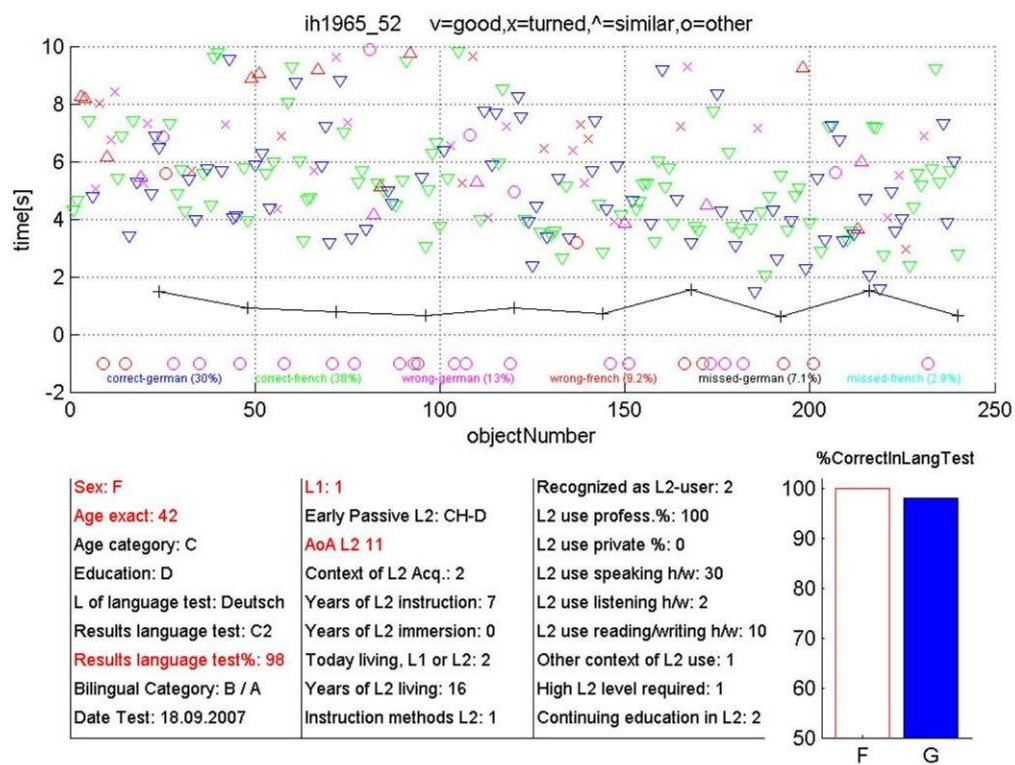 ih1965_52 v=good,x=turned,^=similar,o=other
10
8
6
4
2
0
-2
time[s]
correct-german (30%) correct-french (38%) wrong-german (13%) wrong-french (9.2%) missed-german (7.1%) missed-french (2.9%)
0 50 100 150 200 250
objectNumber
Sex: F
Age exact: 42
Age category: C
Education: D
L of language test: Deutsch
Results language test: C2
Results language test%: 98
Bilingual Category: B / A
Date Test: 18.09.2007
L1: 1
Early Passive L2: CH-D
AoA L2 11
Context of L2 Acq.: 2
Years of L2 instruction: 7
Years of L2 immersion: 0
Today living, L1 or L2: 2
Years of L2 living: 16
Instruction methods L2: 1
Recognized as L2-user: 2
L2 use profess.%: 100
L2 use private %: 0
L2 use speaking h/w: 30
L2 use listening h/w: 2
L2 use reading/writing h/w: 10
Other context of L2 use: 1
High L2 level required: 1
Continuing education in L2: 2
%CorrectInLangTest
100
90
80
70
60
50
F G